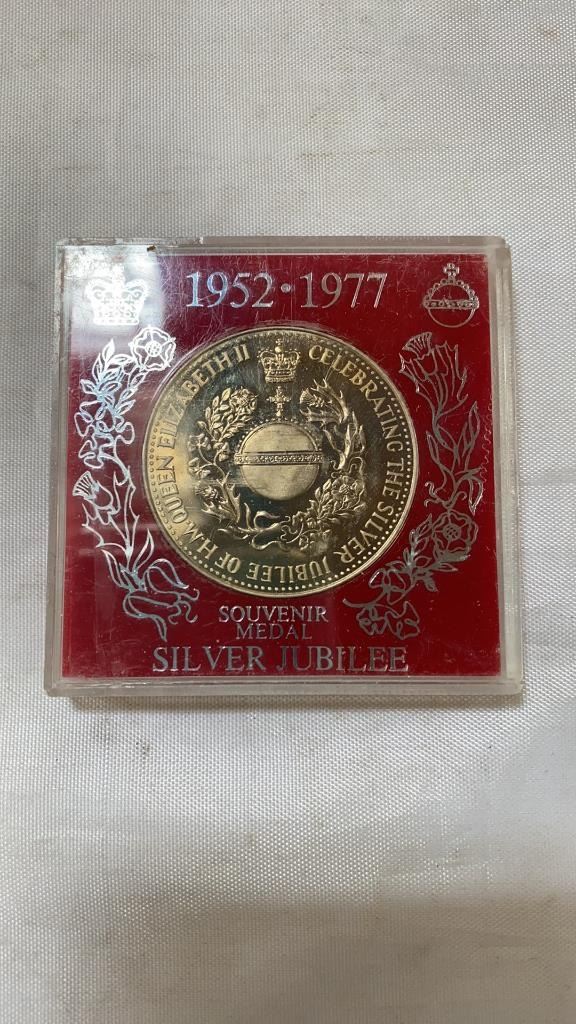 1952 · 1977
CELEBRATING THE SILVER JUBILEE OF H.M. QUEEN ELIZABETH II
SOUVENIR
MEDAL
SILVER JUBILEE